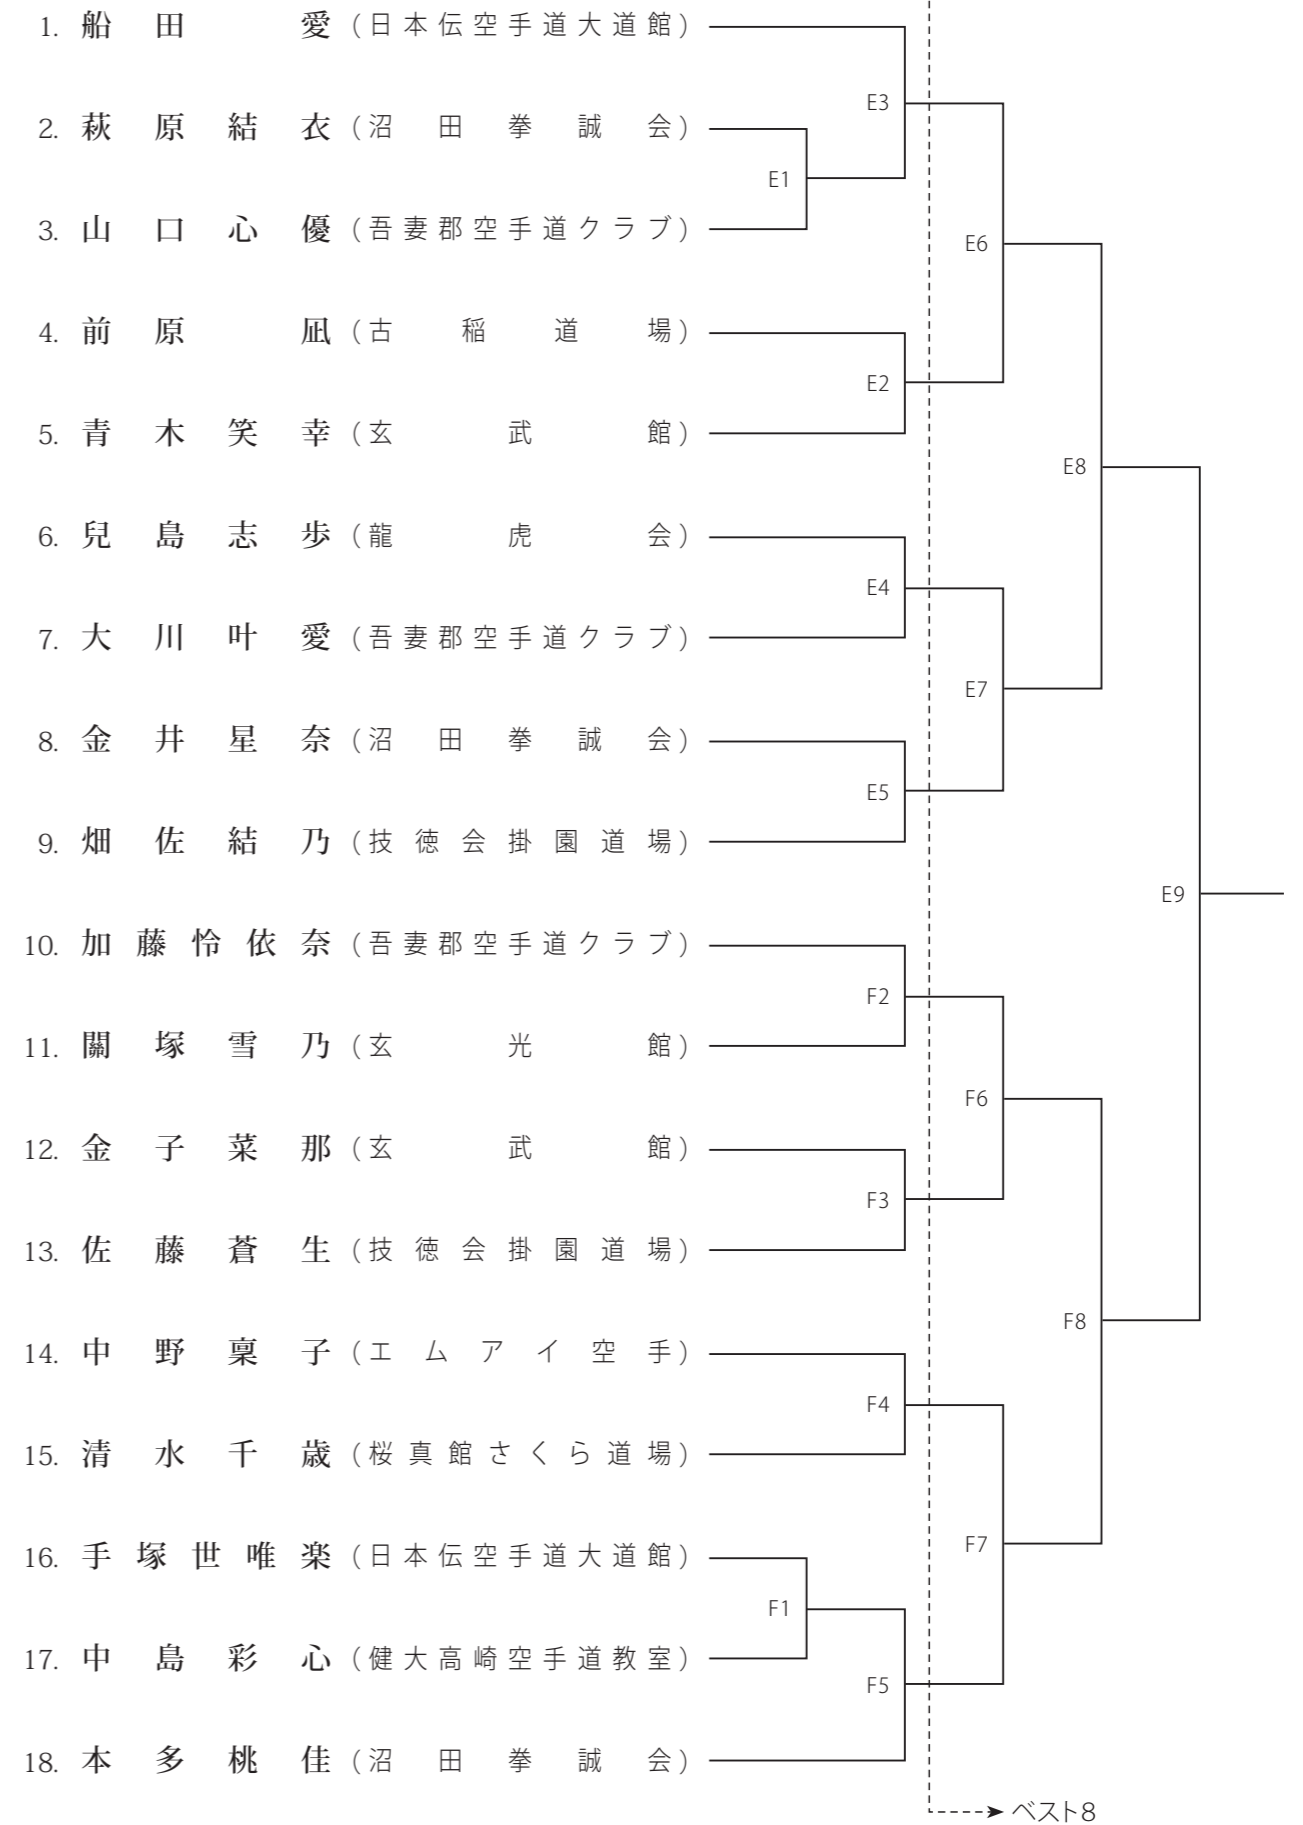 1. 船田 愛 (日本伝空手道大道館)
E3
2. 萩原結衣 (沼田拳誠会)
E1
3. 山口心優 (吾妻郡空手道クラブ)
E6
4. 前原 凪 (古稲道場)
E2
5. 青木笑幸 (玄武館)
E8
6. 兒島志歩 (龍虎会)
E4
7. 大川叶愛 (吾妻郡空手道クラブ)
E7
8. 金井星奈 (沼田拳誠会)
E5
9. 畑佐結乃 (技徳会掛園道場)
E9
10. 加藤怜依奈 (吾妻郡空手道クラブ)
F2
11. 關塚雪乃 (玄光館)
F6
12. 金子菜那 (玄武館)
F3
13. 佐藤蒼生 (技徳会掛園道場)
F8
14. 中野稟子 (エムアイ空手)
F4
15. 清水千歳 (桜真館さくら道場)
F7
16. 手塚世唯楽 (日本伝空手道大道館)
F1
17. 中島彩心 (健大高崎空手道教室)
F5
18. 本多桃佳 (沼田拳誠会)
ベスト8